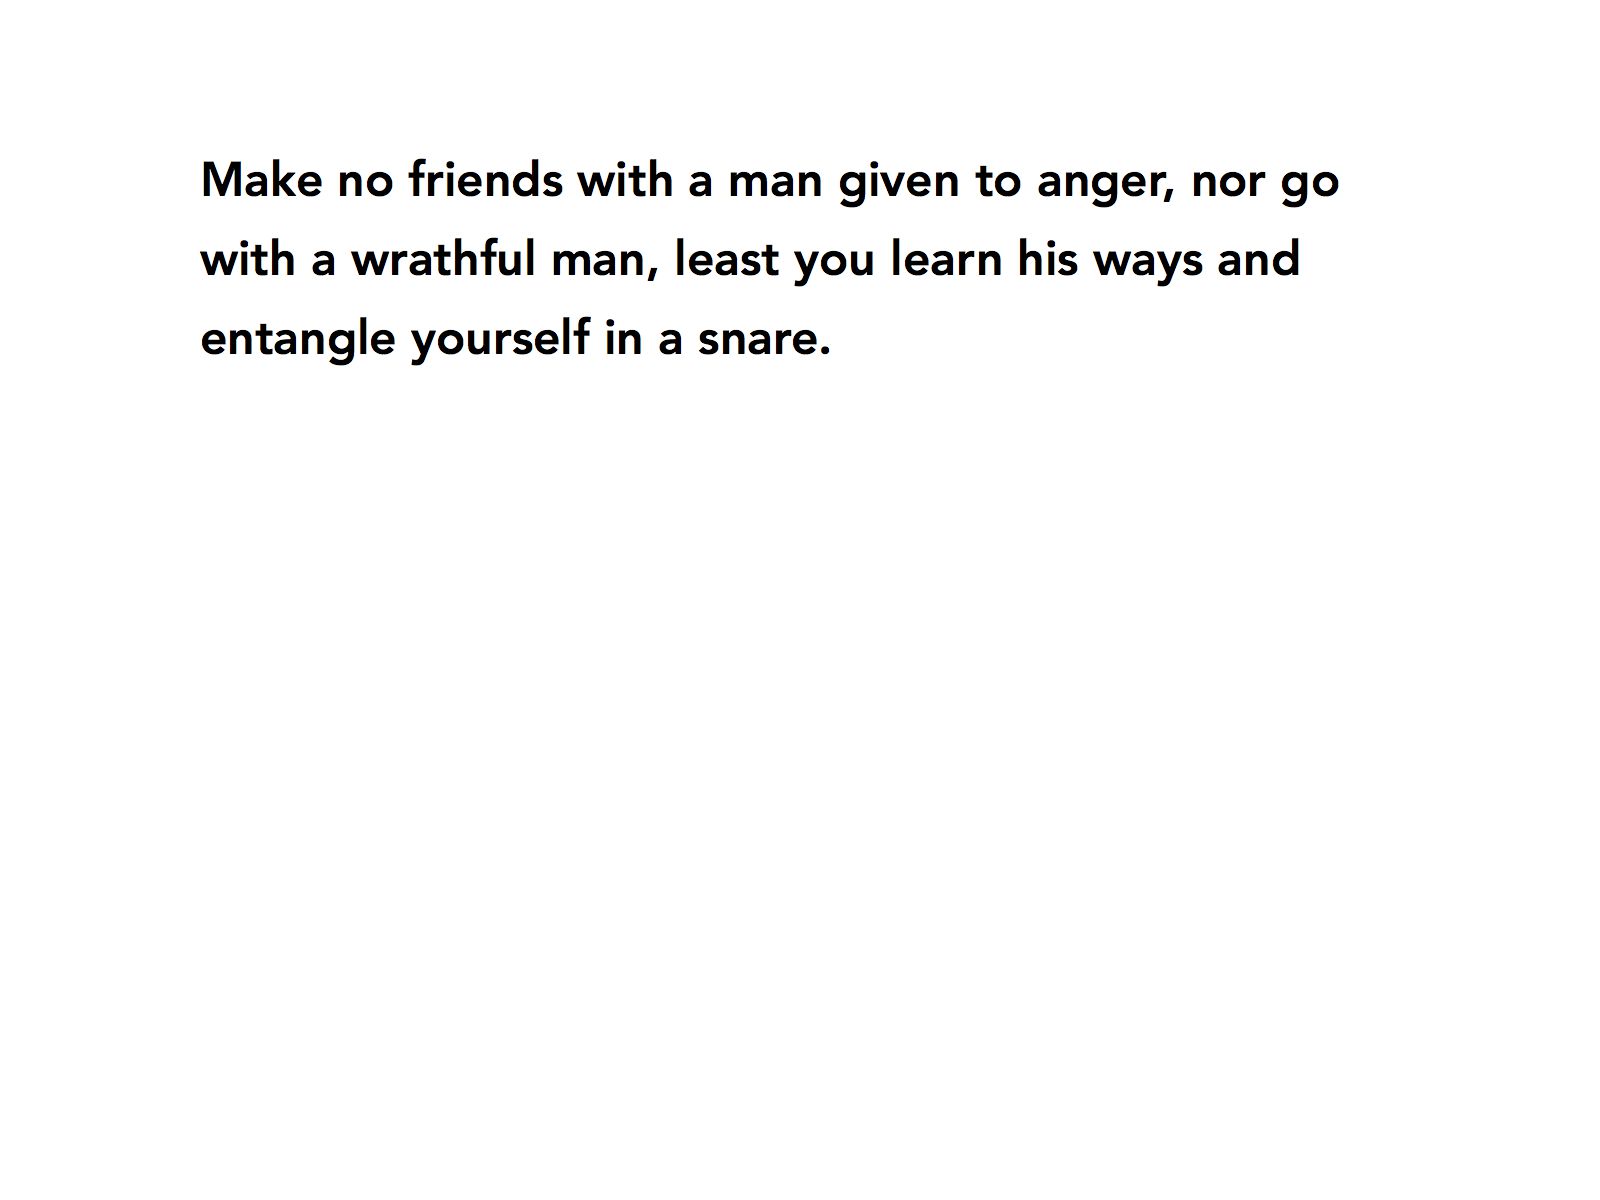 Make no friends with a man given to anger, nor go
with a wrathful man, least you learn his ways and
entangle yourself in a snare.